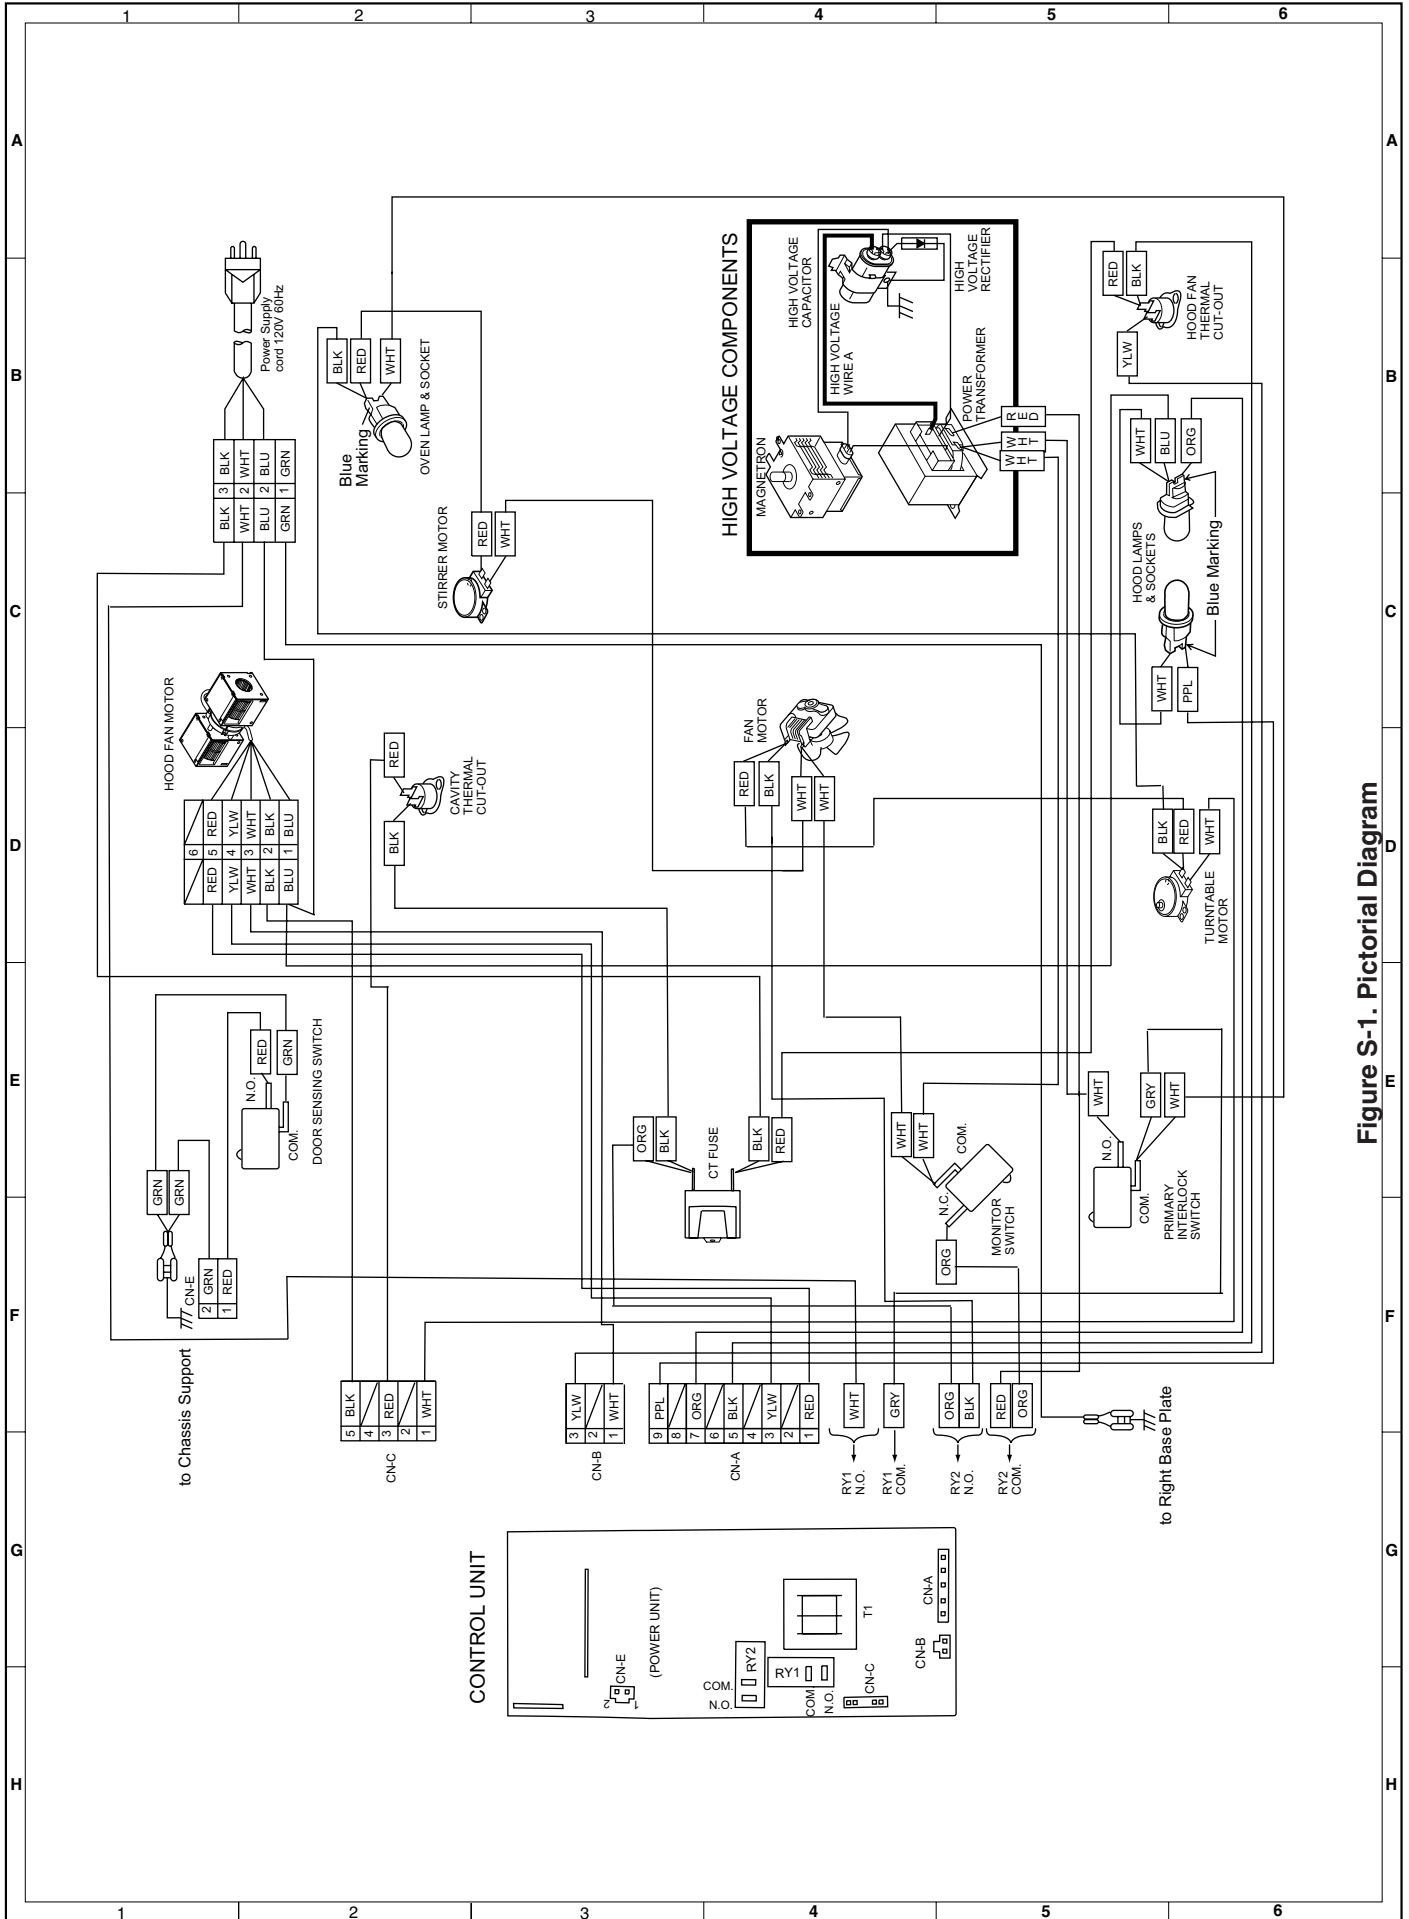 1
2
3
4
5
6
A
B
C
D
E
F
G
H
A
B
C
D
E
F
G
H
Power Supply
cord 120V 60Hz
BLK
WHT
BLU
GRN
3
2
2
1
BLK
WHT
BLU
GRN
BLK
RED
WHT
Blue
Marking
OVEN LAMP & SOCKET
STIRRER MOTOR
RED
WHT
HIGH VOLTAGE COMPONENTS
HIGH VOLTAGE
CAPACITOR
HIGH VOLTAGE
WIRE A
HIGH
VOLTAGE
RECTIFIER
MAGNETRON
POWER
TRANSFORMER
RED
WHT
WHT
RED
BLK
YLW
HOOD FAN
THERMAL
CUT-OUT
WHT
BLU
ORG
HOOD LAMPS
& SOCKETS
Blue Marking
WHT
PPL
HOOD FAN MOTOR
RED
YLW
WHT
BLK
BLU
6
5
4
3
2
1
RED
YLW
WHT
BLK
BLU
RED
BLK
CAVITY
THERMAL
CUT-OUT
FAN
MOTOR
RED
BLK
WHT
WHT
BLK
RED
WHT
TURNTABLE
MOTOR
N.O.
RED
GRN
COM.
DOOR SENSING SWITCH
GRN
GRN
CN-E
2
GRN
1
RED
to Chassis Support
ORG
BLK
CT FUSE
BLK
RED
WHT
WHT
COM.
N.C.
ORG
MONITOR
SWITCH
WHT
N.O.
GRY
WHT
COM.
PRIMARY
INTERLOCK
SWITCH
5
BLK
4
3
RED
2
1
WHT
CN-C
3
YLW
2
1
WHT
CN-B
9
PPL
8
7
ORG
6
5
BLK
4
3
YLW
2
1
RED
CN-A
WHT
RY1
N.O.
GRY
RY1
COM.
ORG
BLK
RY2
N.O.
RED
ORG
RY2
COM.
to Right Base Plate
CONTROL UNIT
(POWER UNIT)
CN-E
2
1
COM.
N.O.
RY2
RY1
COM.
N.O.
T1
CN-C
CN-B
CN-A
Figure S-1. Pictorial Diagram
1
2
3
4
5
6